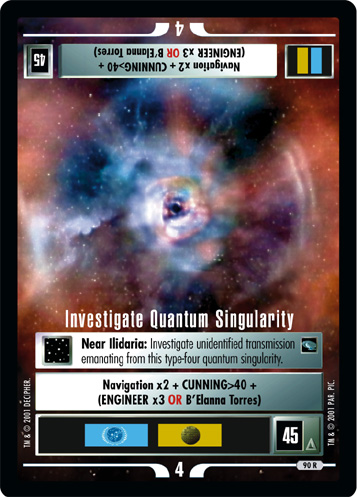 4
Navigation x2 + CUNNING>40 +
(ENGINEER x3 OR B'Elanna Torres)
45
Investigate Quantum Singularity
Near Ilidaria: Investigate unidentified transmission
emanating from this type-four quantum singularity.
Navigation x2 + CUNNING>40 +
(ENGINEER x3 OR B'Elanna Torres)
45
4
90 R
TM & © 2001 DECIPHER.
TM & © 2001 PAR. PIC.